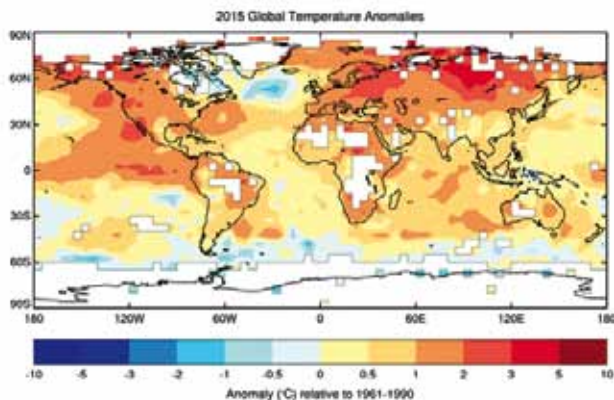 2015 Global Temperature Anomalies
90N
60N
30N
0
30S
60S
90S
180 120W 60W 0 60E 120E 180
-10 -5 -3 -2 -1 -0.5 0 0.5 1 2 3 5 10
Anomaly (°C) relative to 1961-1990